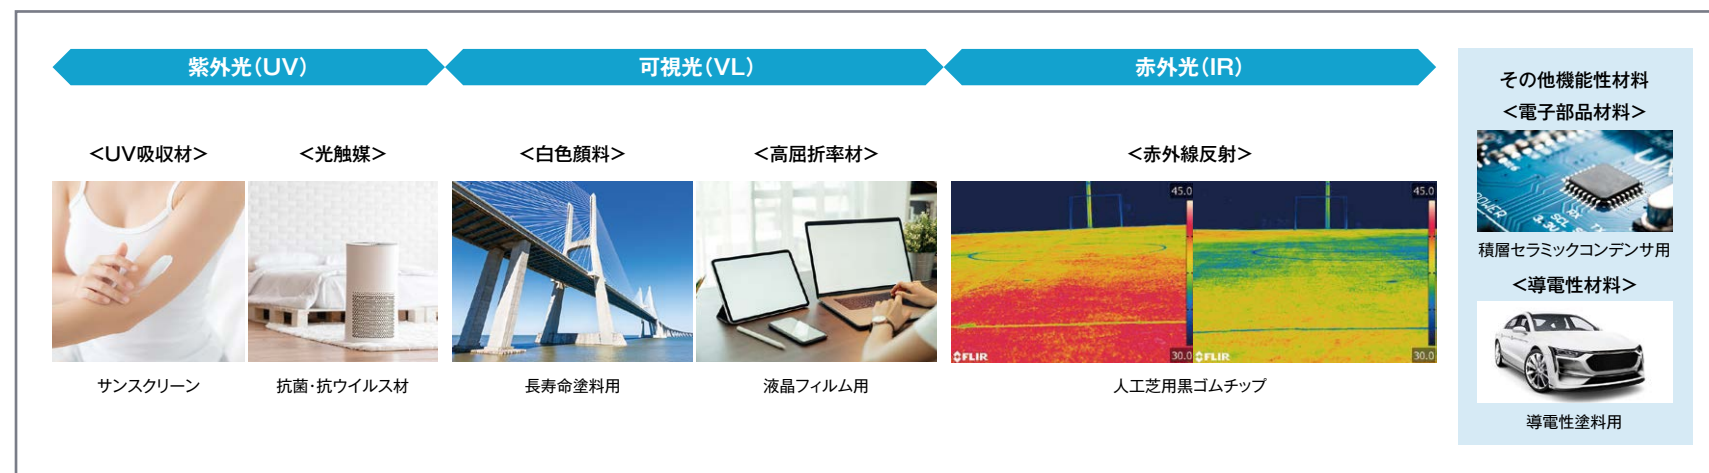 紫外光(UV)
可視光(VL)
赤外光(IR)
<UV吸収材>
<光触媒>
<白色顔料>
<高屈折率材>
<赤外線反射>
サンスクリーン
抗菌・抗ウイルス材
長寿命塗料用
液晶フィルム用
45.0
30.0
FLIR
45.0
30.0
FLIR
人工芝用黒ゴムチップ
その他機能性材料
<電子部品材料>
POWER
積層セラミックコンデンサ用
<導電性材料>
導電性塗料用